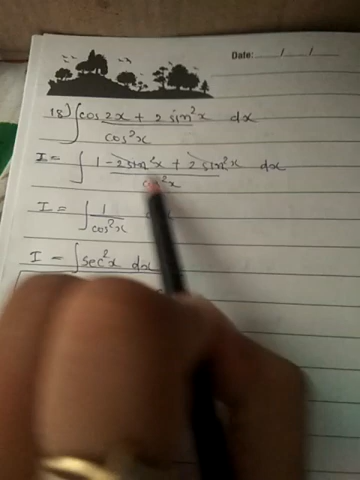 Date: / /
18) ∫ cos 2x + 2 sin²x / cos²x dx
I = ∫ 1 - 2 sin²x + 2 sin²x / cos²x dx
I = ∫ 1 / cos²x
I = ∫ sec²x dx